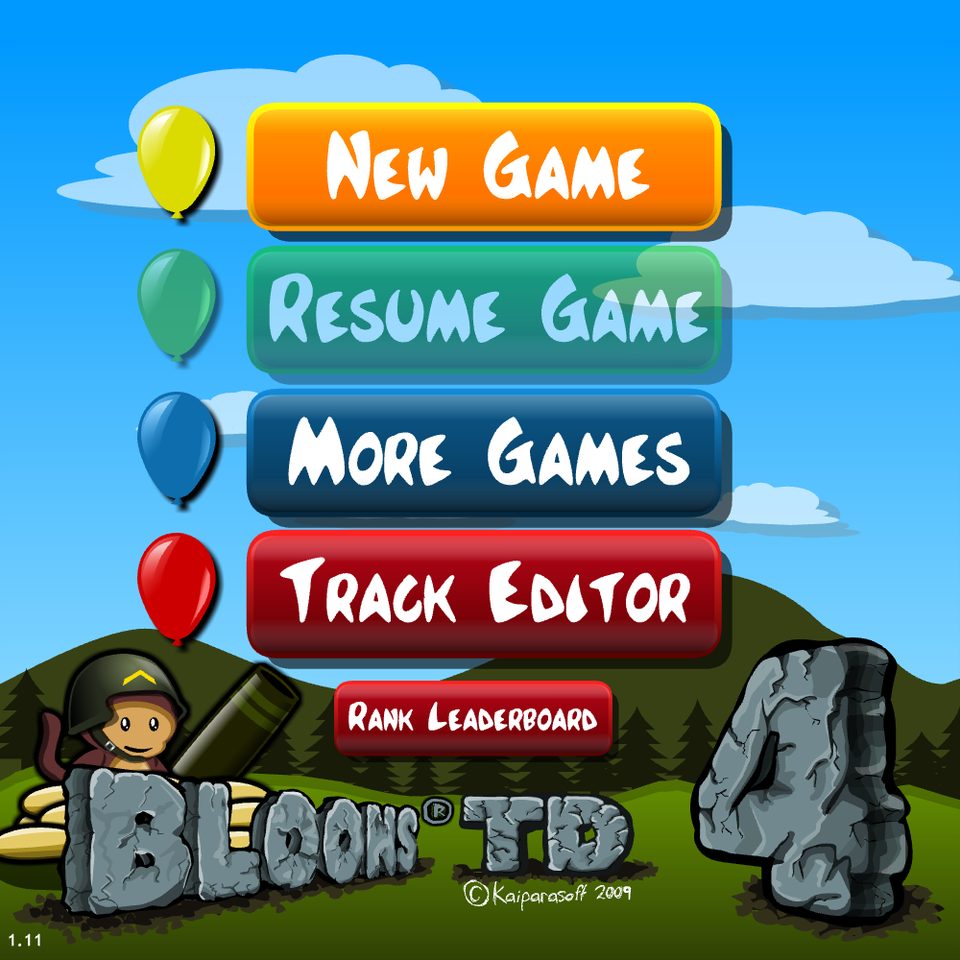 New Game
Resume Game
More Games
Track Editor
Rank Leaderboard
Bloons® TD 4
©Kaiparasoft 2009
1.11